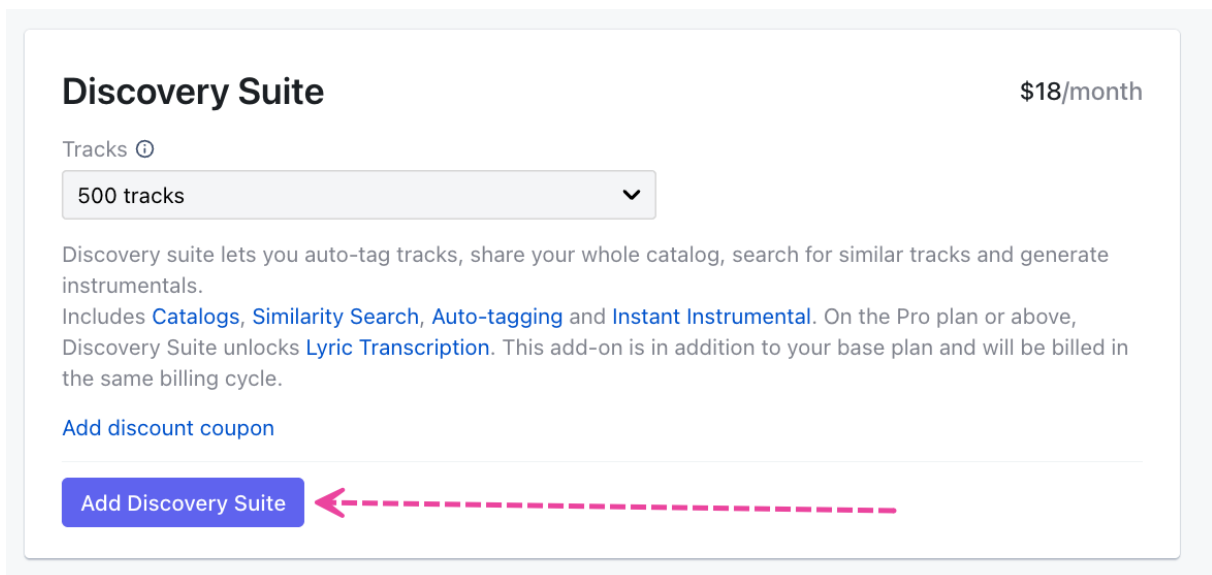 Discovery Suite
$18/month
Tracks
500 tracks
Discovery suite lets you auto-tag tracks, share your whole catalog, search for similar tracks and generate
instrumentals.
Includes Catalogs, Similarity Search, Auto-tagging and Instant Instrumental. On the Pro plan or above,
Discovery Suite unlocks Lyric Transcription. This add-on is in addition to your base plan and will be billed in
the same billing cycle.
Add discount coupon
Add Discovery Suite